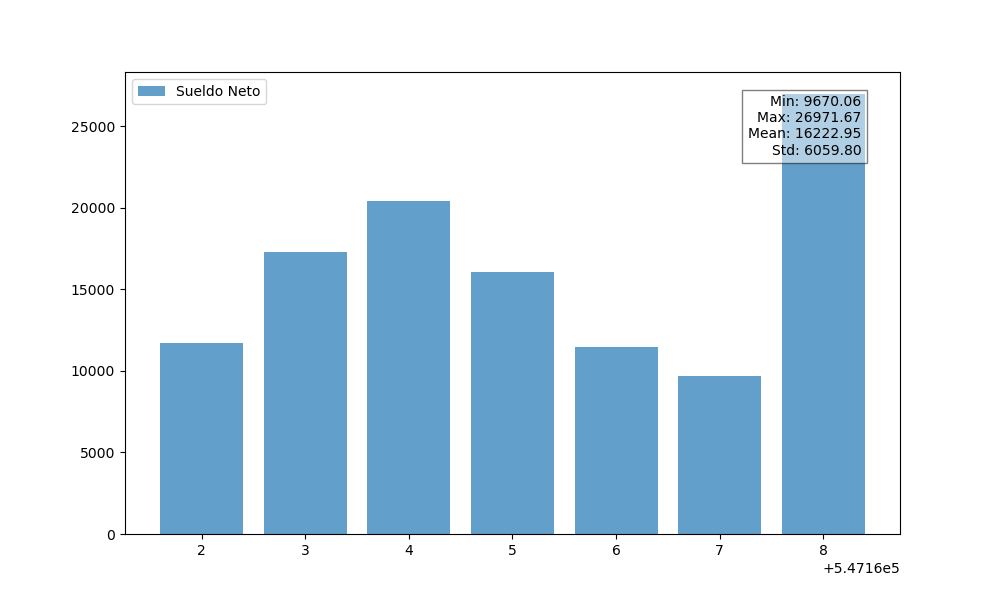 Sueldo Neto
Min: 9670.06
Max: 26971.67
Mean: 16222.95
Std: 6059.80
25000
20000
15000
10000
5000
0
2 3 4 5 6 7 8
+5.4716e5